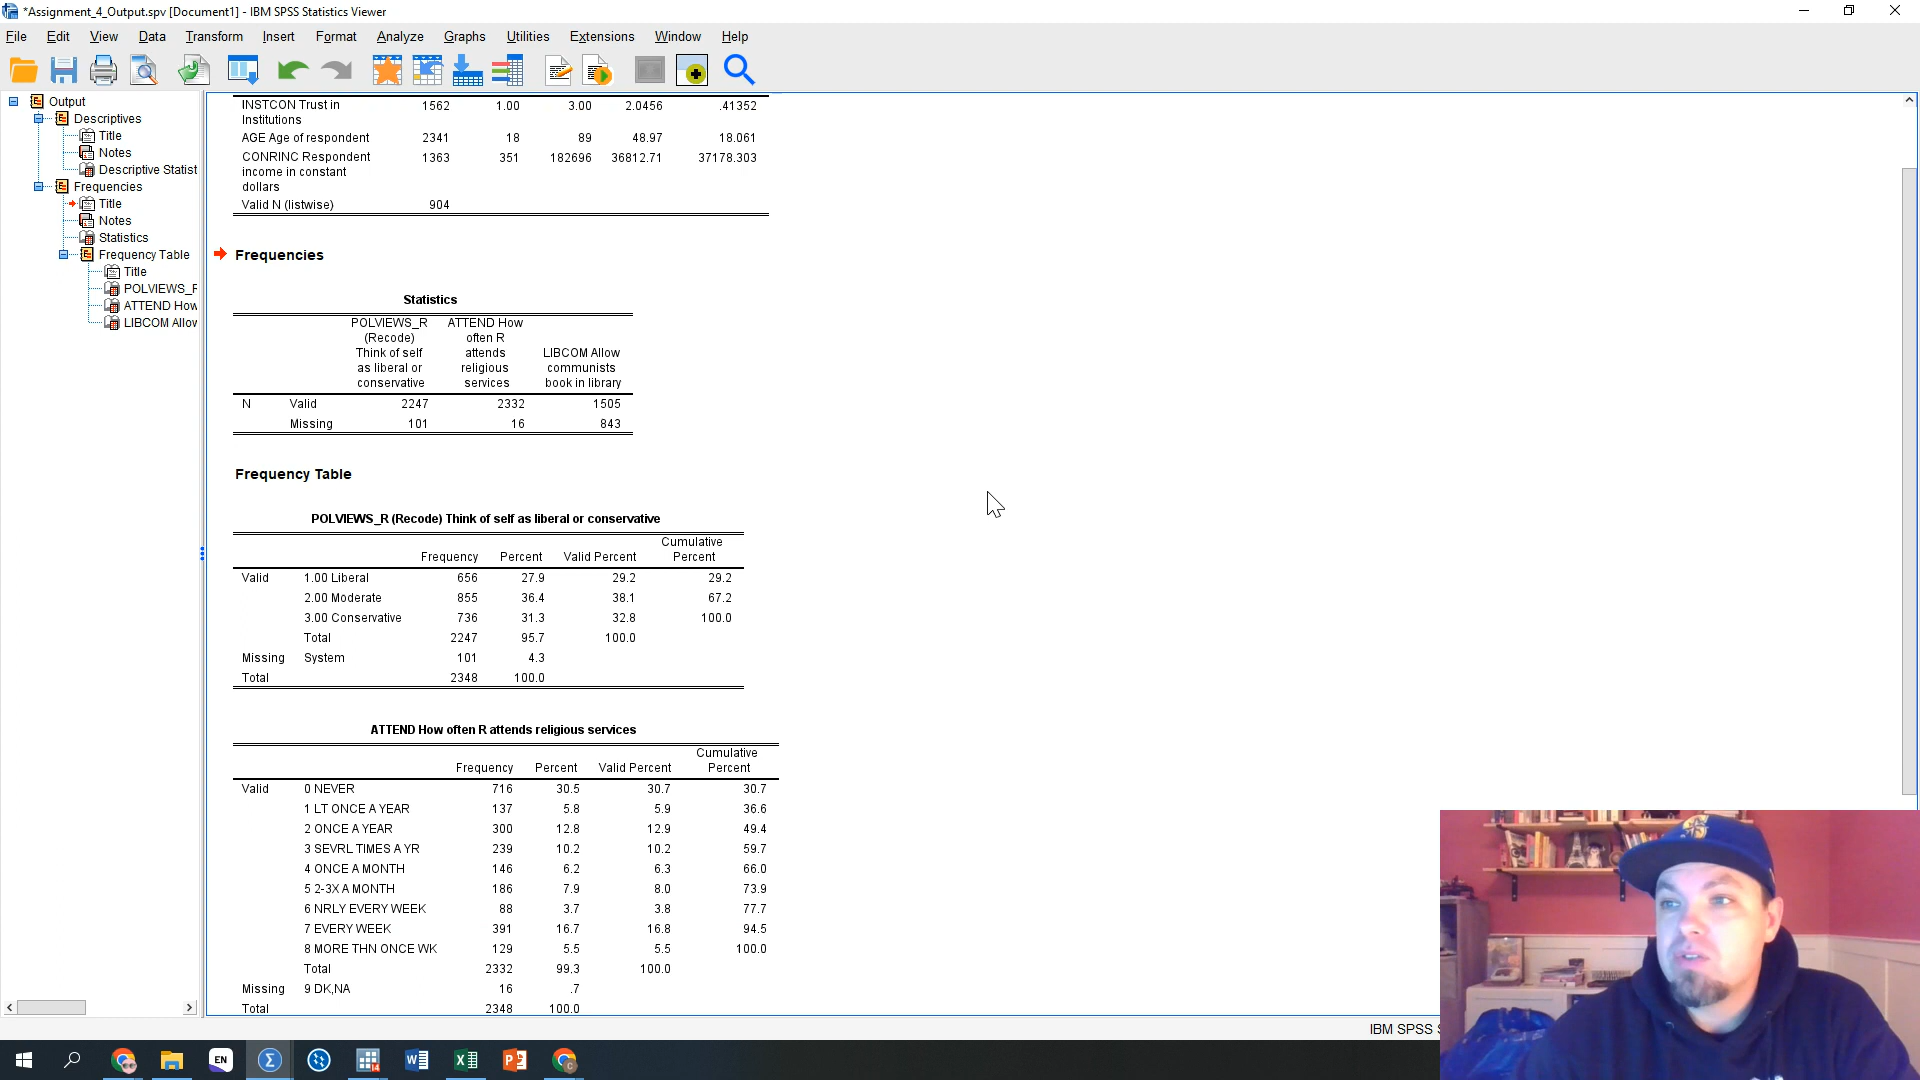 *Assignment_4_Output.spv [Document1] - IBM SPSS Statistics Viewer
File Edit View Data Transform Insert Format Analyze Graphs Utilities Extensions Window Help
Output
Descriptives
Title
Notes
Descriptive Statist
Frequencies
Title
Notes
Statistics
Frequency Table
Title
POLVIEWS_R
ATTEND How
LIBCOM Allow
INSTCON Trust in 1562 1.00 3.00 2.0456 .41352
Institutions
AGE Age of respondent 2341 18 89 48.97 18.061
CONRINC Respondent 1363 351 182696 36812.71 37178.303
income in constant
dollars
Valid N (listwise) 904
Frequencies
Statistics
POLVIEWS_R ATTEND How
(Recode) often R
Think of self attends LIBCOM Allow
as liberal or religious communists
conservative services book in library
N Valid 2247 2332 1505
Missing 101 16 843
Frequency Table
POLVIEWS_R (Recode) Think of self as liberal or conservative
Cumulative
Frequency Percent Valid Percent Percent
Valid 1.00 Liberal 656 27.9 29.2 29.2
2.00 Moderate 855 36.4 38.1 67.2
3.00 Conservative 736 31.3 32.8 100.0
Total 2247 95.7 100.0
Missing System 101 4.3
Total 2348 100.0
ATTEND How often R attends religious services
Cumulative
Frequency Percent Valid Percent Percent
Valid 0 NEVER 716 30.5 30.7 30.7
1 LT ONCE A YEAR 137 5.8 5.9 36.6
2 ONCE A YEAR 300 12.8 12.9 49.4
3 SEVRL TIMES A YR 239 10.2 10.2 59.7
4 ONCE A MONTH 146 6.2 6.3 66.0
5 2-3X A MONTH 186 7.9 8.0 73.9
6 NRLY EVERY WEEK 88 3.7 3.8 77.7
7 EVERY WEEK 391 16.7 16.8 94.5
8 MORE THN ONCE WK 129 5.5 5.5 100.0
Total 2332 99.3 100.0
Missing 9 DK,NA 16 .7
Total 2348 100.0
IBM SPSS S
EN